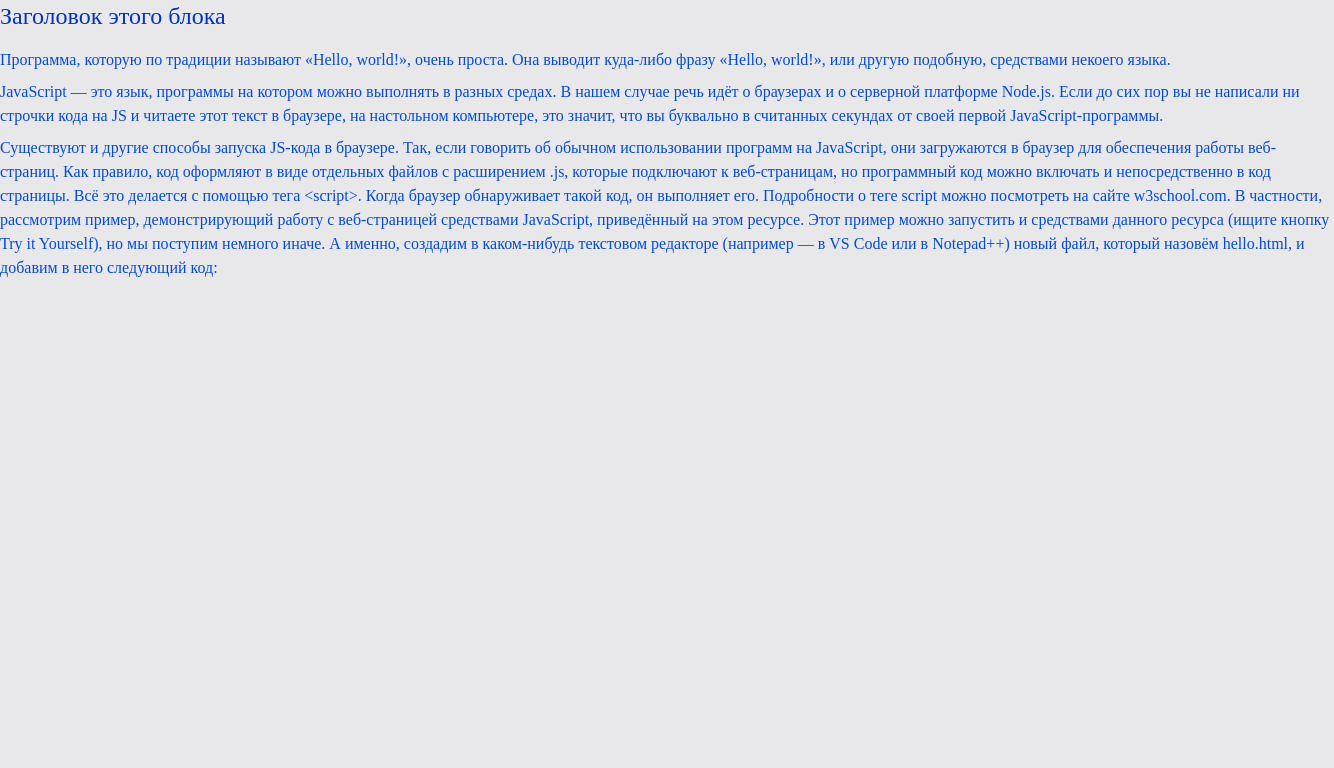 Заголовок этого блока
Программа, которую по традиции называют «Hello, world!», очень проста. Она выводит куда-либо фразу «Hello, world!», или другую подобную, средствами некоего языка.
JavaScript — это язык, программы на котором можно выполнять в разных средах. В нашем случае речь идёт о браузерах и о серверной платформе Node.js. Если до сих пор вы не написали ни
строчки кода на JS и читаете этот текст в браузере, на настольном компьютере, это значит, что вы буквально в считанных секундах от своей первой JavaScript-программы.
Существуют и другие способы запуска JS-кода в браузере. Так, если говорить об обычном использовании программ на JavaScript, они загружаются в браузер для обеспечения работы веб-
страниц. Как правило, код оформляют в виде отдельных файлов с расширением .js, которые подключают к веб-страницам, но программный код можно включать и непосредственно в код
страницы. Всё это делается с помощью тега <script>. Когда браузер обнаруживает такой код, он выполняет его. Подробности о теге script можно посмотреть на сайте w3school.com. В частности,
рассмотрим пример, демонстрирующий работу с веб-страницей средствами JavaScript, приведённый на этом ресурсе. Этот пример можно запустить и средствами данного ресурса (ищите кнопку
Try it Yourself), но мы поступим немного иначе. А именно, создадим в каком-нибудь текстовом редакторе (например — в VS Code или в Notepad++) новый файл, который назовём hello.html, и
добавим в него следующий код: